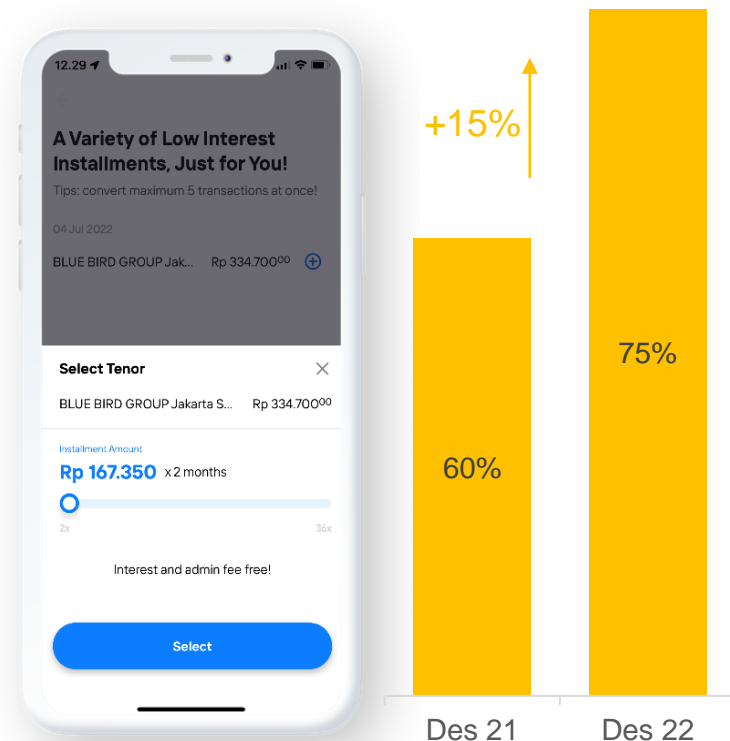 12.29
A Variety of Low Interest
Installments, Just for You!
Tips: convert maximum 5 transactions at once!
04 Jul 2022
BLUE BIRD GROUP Jak... Rp 334.700⁰⁰
Select Tenor
BLUE BIRD GROUP Jakarta S... Rp 334.700⁰⁰
Installment Amount
Rp 167.350 x 2 months
2x 36x
Interest and admin fee free!
Select
+15%
60%
75%
Des 21 Des 22